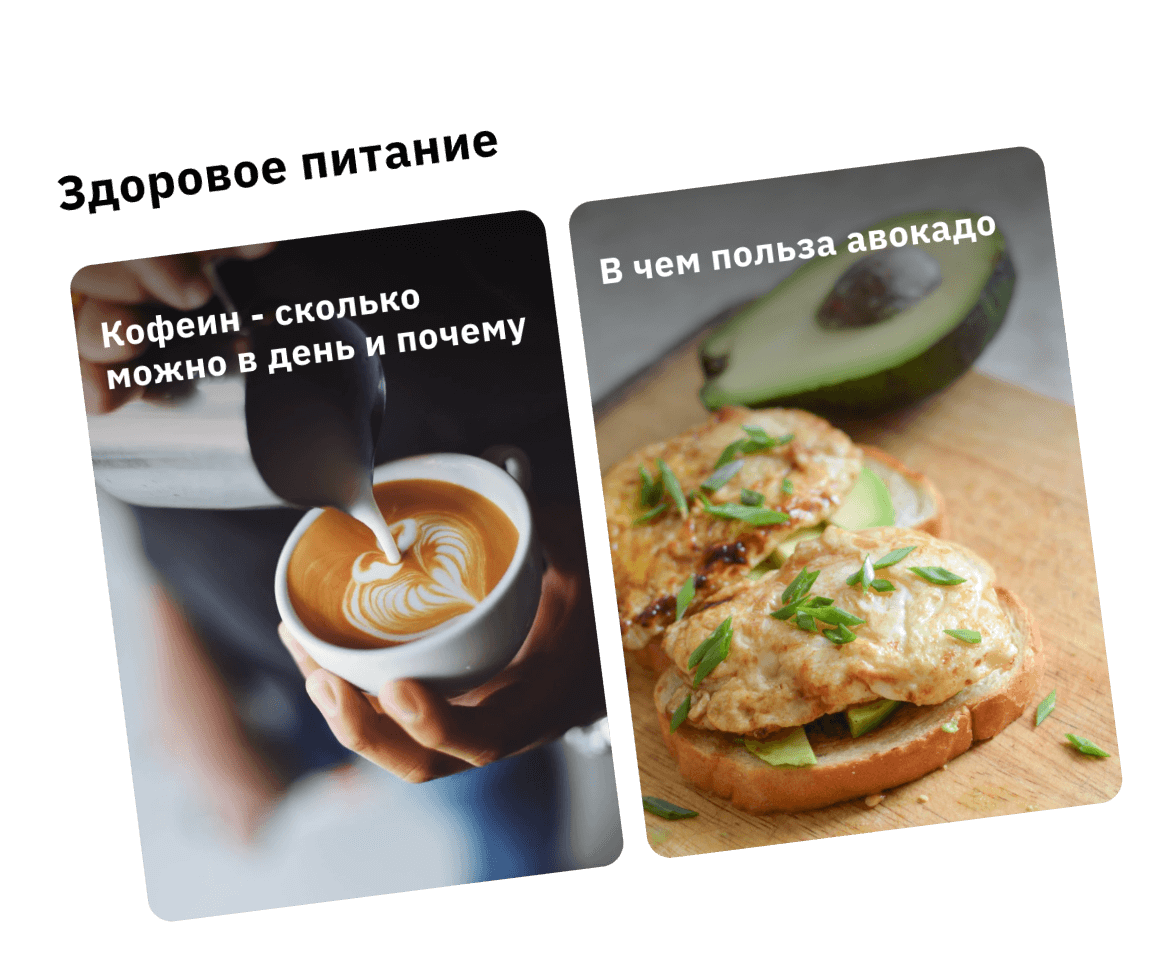 Здоровое питание
Кофеин - сколько
можно в день и почему
В чем польза авокадо